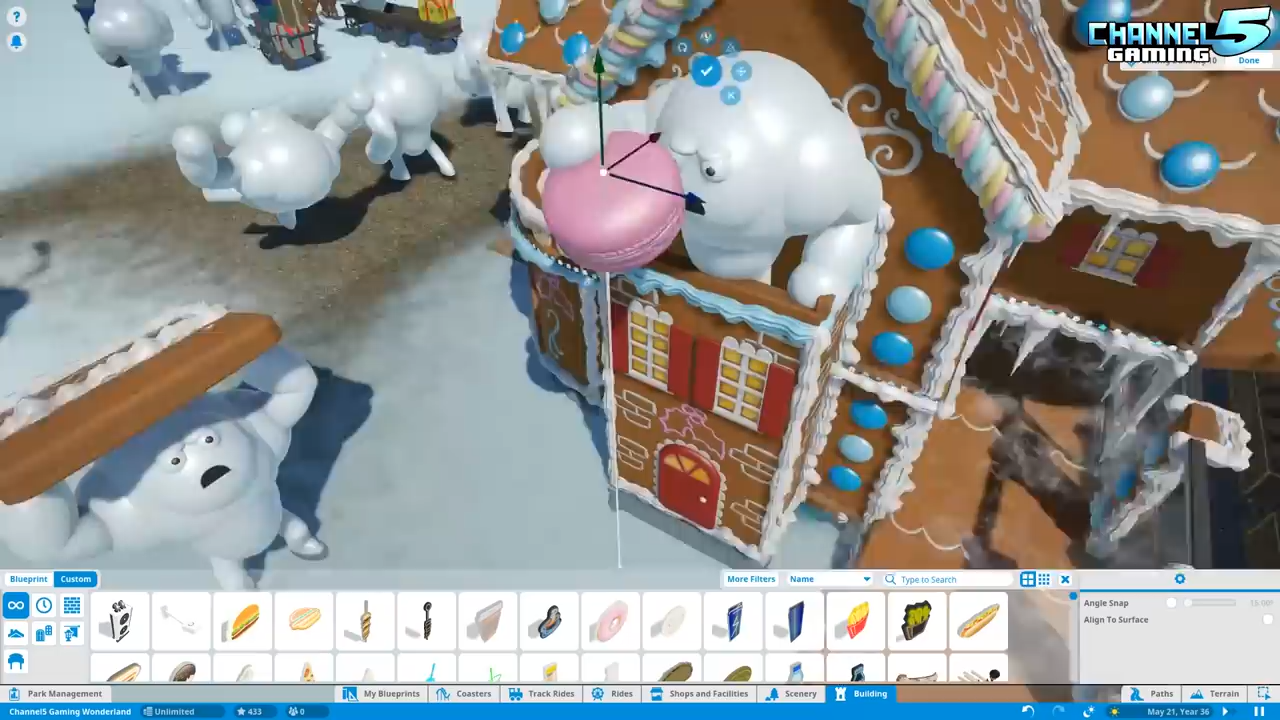 ?
CHANNEL 5
GAMING
Done
Blueprint
Custom
More Filters
Name
Type to Search
Angle Snap
15.00°
Align To Surface
Park Management
My Blueprints
Coasters
Track Rides
Rides
Shops and Facilities
Scenery
Building
Paths
Terrain
Channel5 Gaming Wonderland
Unlimited
433
0
May 21, Year 36